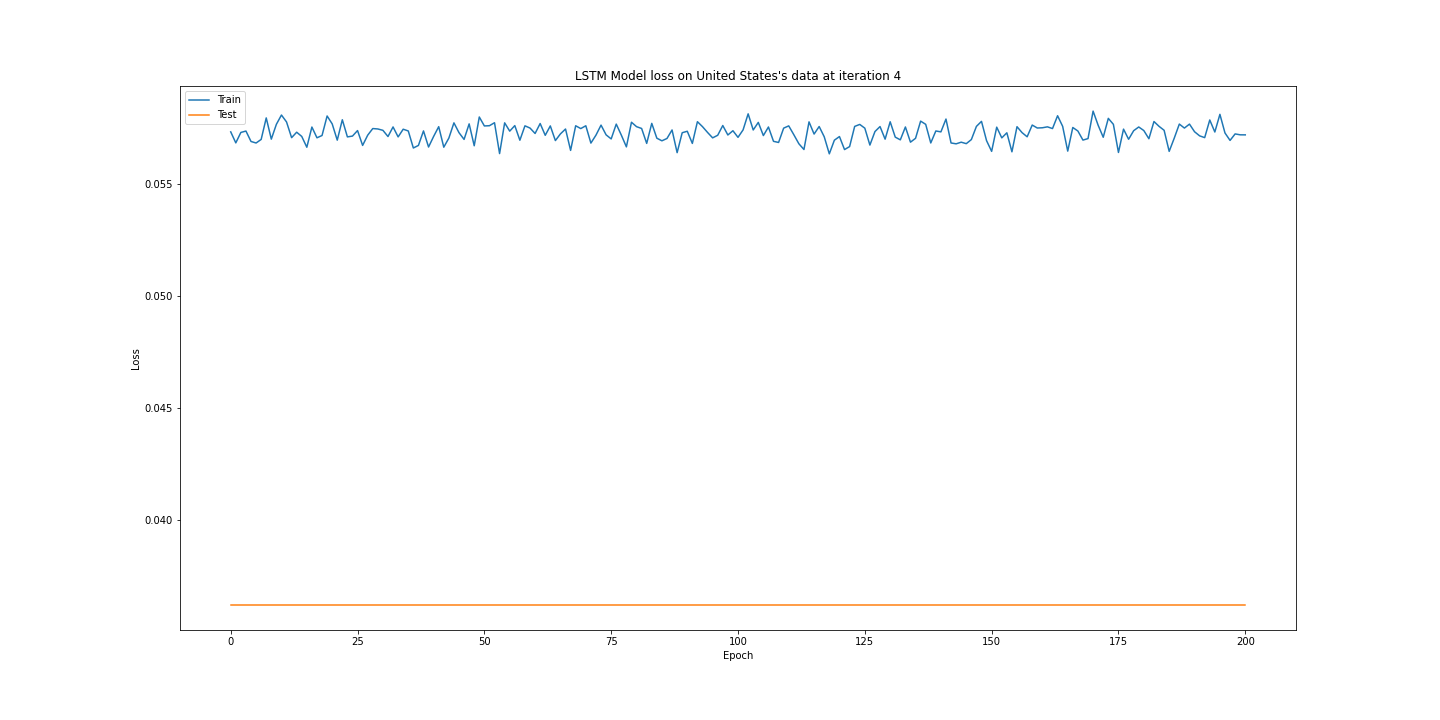 LSTM Model loss on United States's data at iteration 4
Train
Test
0.055
0.050
0.045
0.040
Loss
0 25 50 75 100 125 150 175 200
Epoch